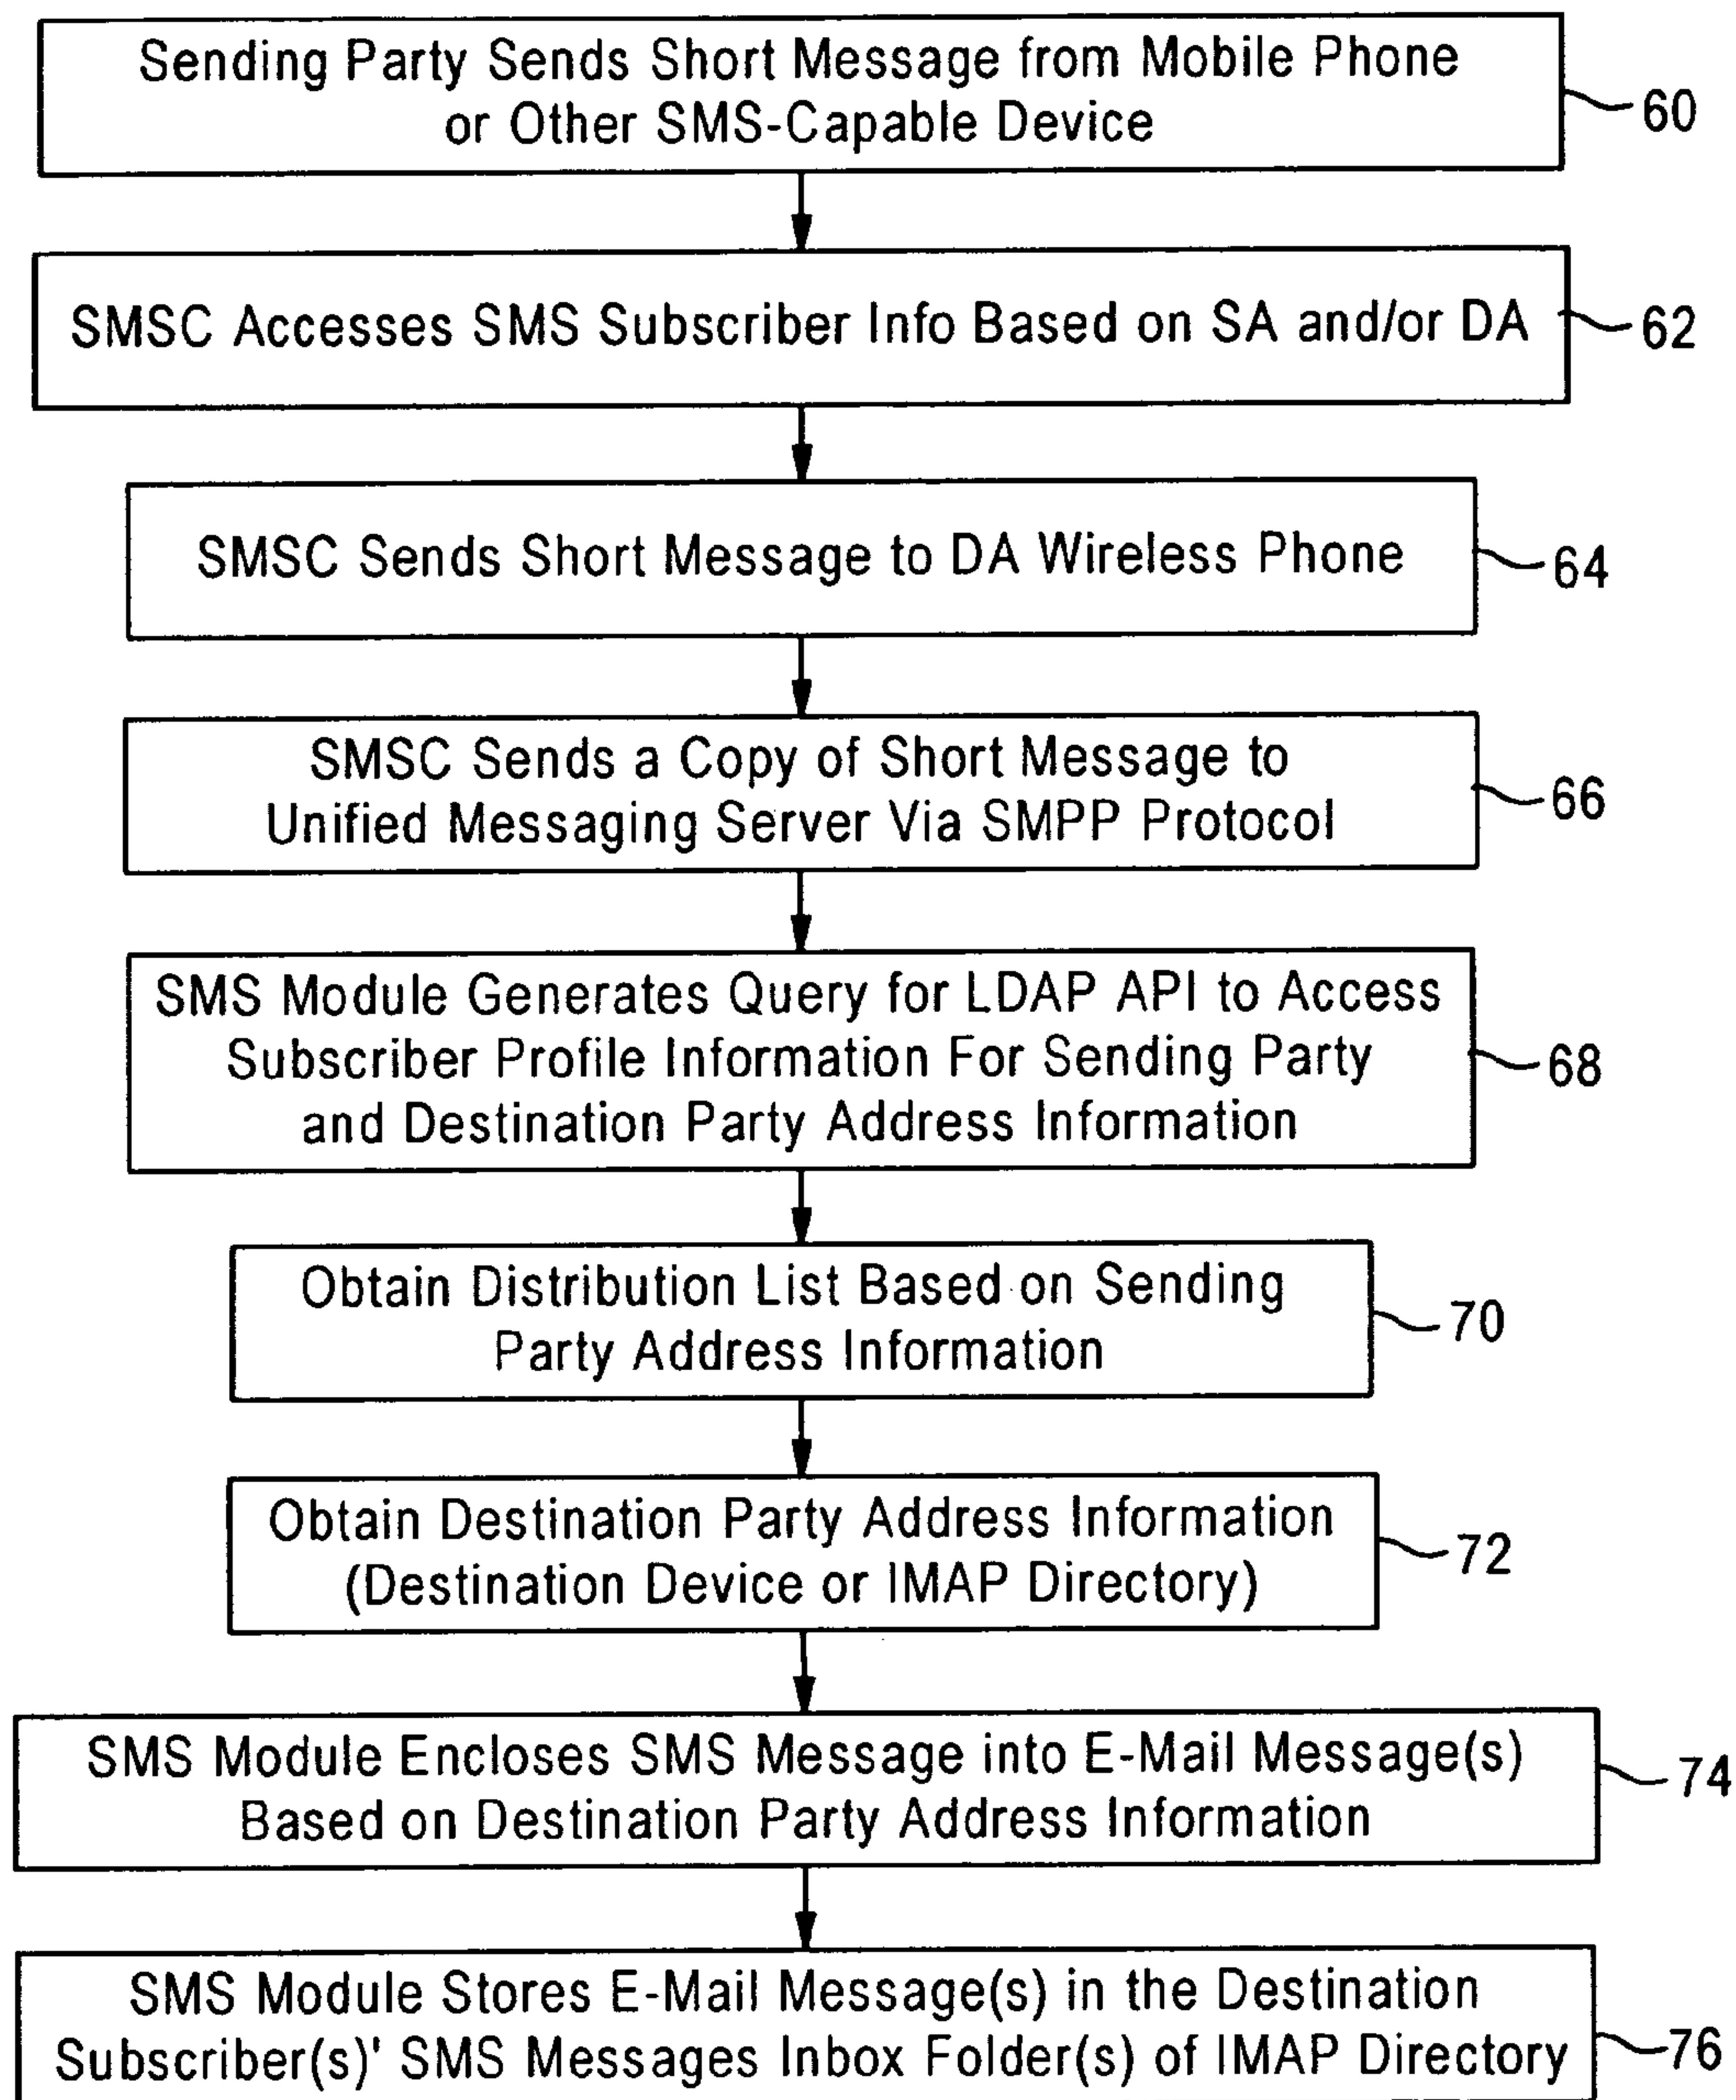 Sending Party Sends Short Message from Mobile Phone
or Other SMS-Capable Device
60
SMSC Accesses SMS Subscriber Info Based on SA and/or DA
62
SMSC Sends Short Message to DA Wireless Phone
64
SMSC Sends a Copy of Short Message to
Unified Messaging Server Via SMPP Protocol
66
SMS Module Generates Query for LDAP API to Access
Subscriber Profile Information For Sending Party
and Destination Party Address Information
68
Obtain Distribution List Based on Sending
Party Address Information
70
Obtain Destination Party Address Information
(Destination Device or IMAP Directory)
72
SMS Module Encloses SMS Message into E-Mail Message(s)
Based on Destination Party Address Information
74
SMS Module Stores E-Mail Message(s) in the Destination
Subscriber(s)' SMS Messages Inbox Folder(s) of IMAP Directory
76